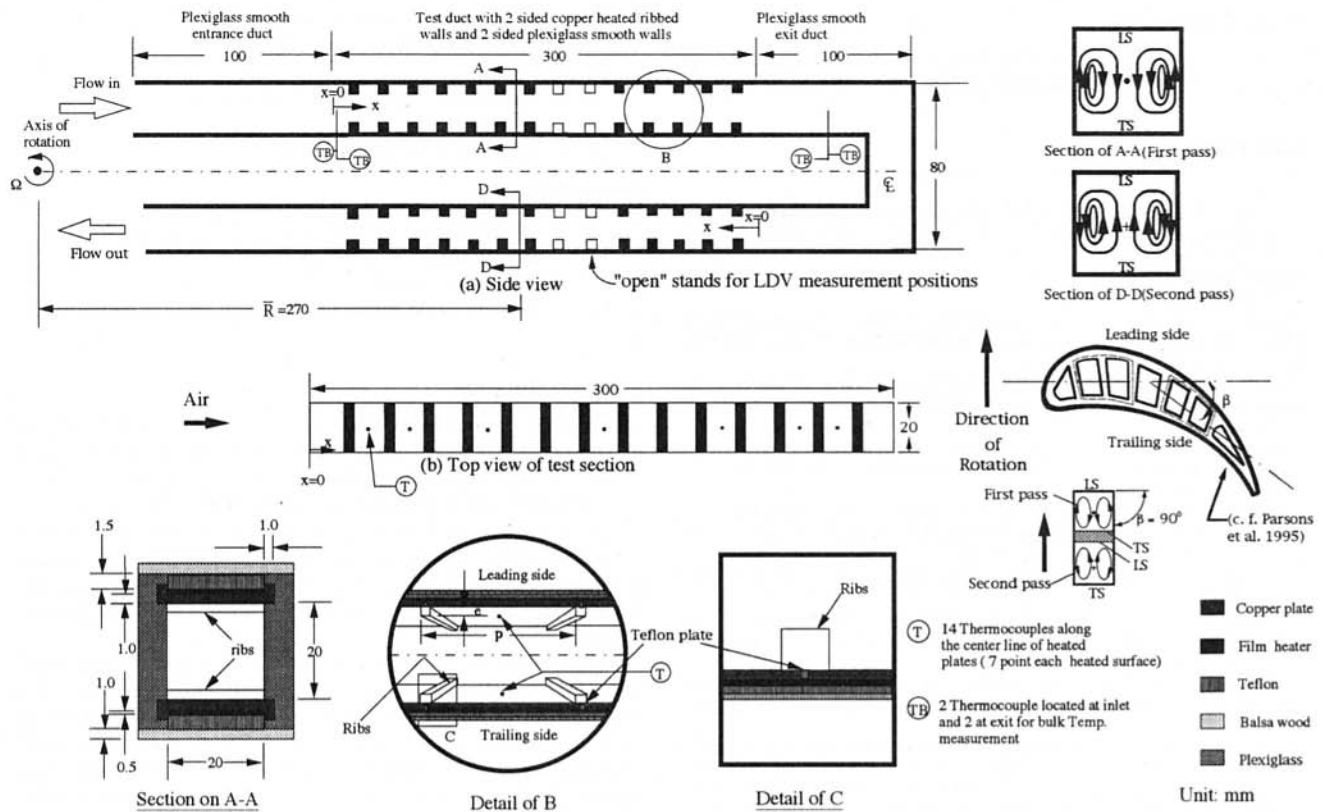 Plexiglass smooth
entrance duct
Test duct with 2 sided copper heated ribbed
walls and 2 sided plexiglass smooth walls
Plexiglass smooth
exit duct
100
300
100
Flow in
x=0
x
A
A
B
Axis of
rotation
Ω
TB
TB
TB
TB
℄
80
D
D
x
x=0
Flow out
(a) Side view
"open" stands for LDV measurement positions
R̅ =270
LS
TS
Section of A-A(First pass)
LS
TS
Section of D-D(Second pass)
Air
300
20
x
x=0
(b) Top view of test section
T
Leading side
Direction
of
Rotation
β
Trailing side
(c. f. Parsons
et al. 1995)
LS
First pass
β = 90°
TS
LS
Second pass
TS
1.5
1.0
1.0
1.0
0.5
ribs
20
20
Section on A-A
Leading side
e
P
Teflon plate
T
Ribs
C
Trailing side
Detail of B
Ribs
Detail of C
T
14 Thermocouples along
the center line of heated
plates ( 7 point each heated surface)
TB
2 Thermocouple located at inlet
and 2 at exit for bulk Temp.
measurement
Copper plate
Film heater
Teflon
Balsa wood
Plexiglass
Unit: mm